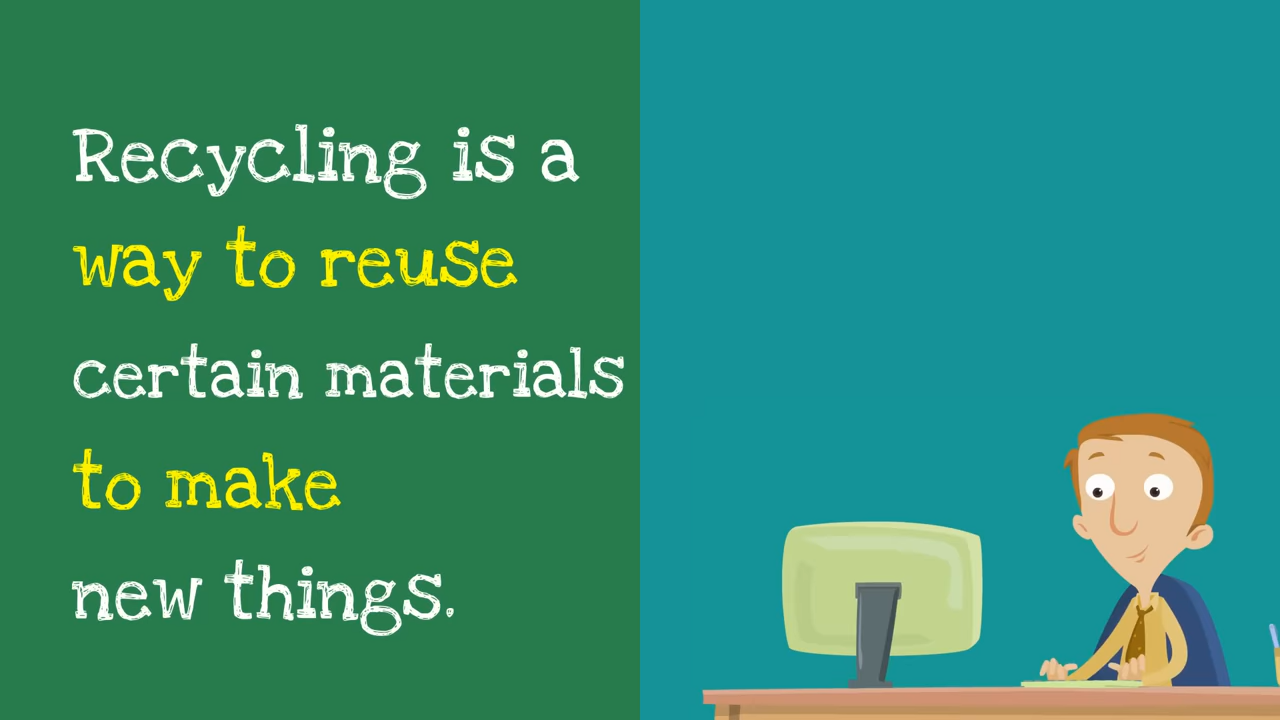 Recycling is a
way to reuse
certain materials
to make
new things.